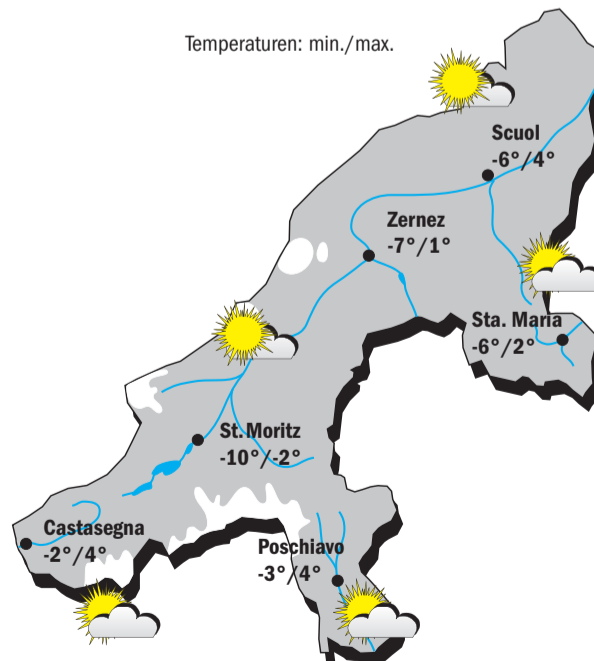 Temperaturen: min./max.
Scuol
-6°/4°
Zernez
-7°/1°
Sta. Maria
-6°/2°
St. Moritz
-10°/-2°
Castasegna
-2°/4°
Poschiavo
-3°/4°